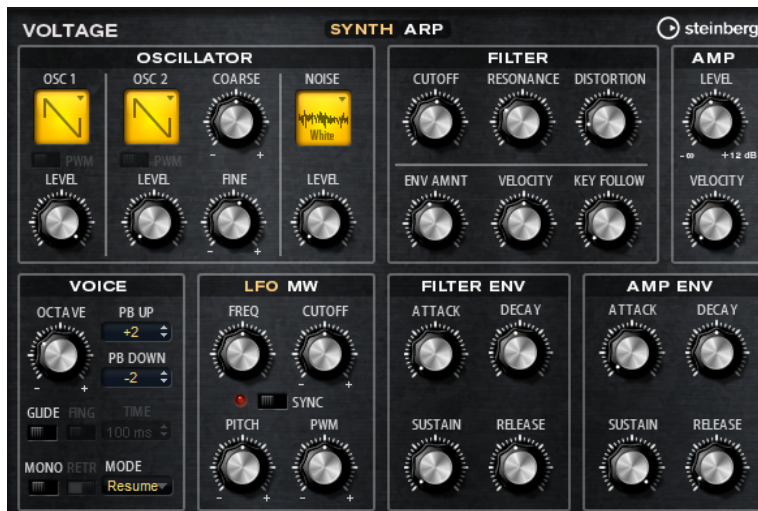 VOLTAGE
SYNTH ARP
steinberg
OSCILLATOR
FILTER
AMP
OSC 1
OSC 2
COARSE
NOISE
CUTOFF
RESONANCE
DISTORTION
LEVEL
White
PWM
PWM
- +
-∞ +12 dB
LEVEL
LEVEL
FINE
LEVEL
ENV AMNT
VELOCITY
KEY FOLLOW
VELOCITY
- +
VOICE
LFO MW
FILTER ENV
AMP ENV
OCTAVE
PB UP
+2
PB DOWN
-2
- +
FREQ
CUTOFF
- +
SYNC
ATTACK
DECAY
ATTACK
DECAY
GLIDE
FING
TIME
100 ms
MONO
RETR
MODE
Resume
PITCH
PWM
- +
- +
SUSTAIN
RELEASE
SUSTAIN
RELEASE